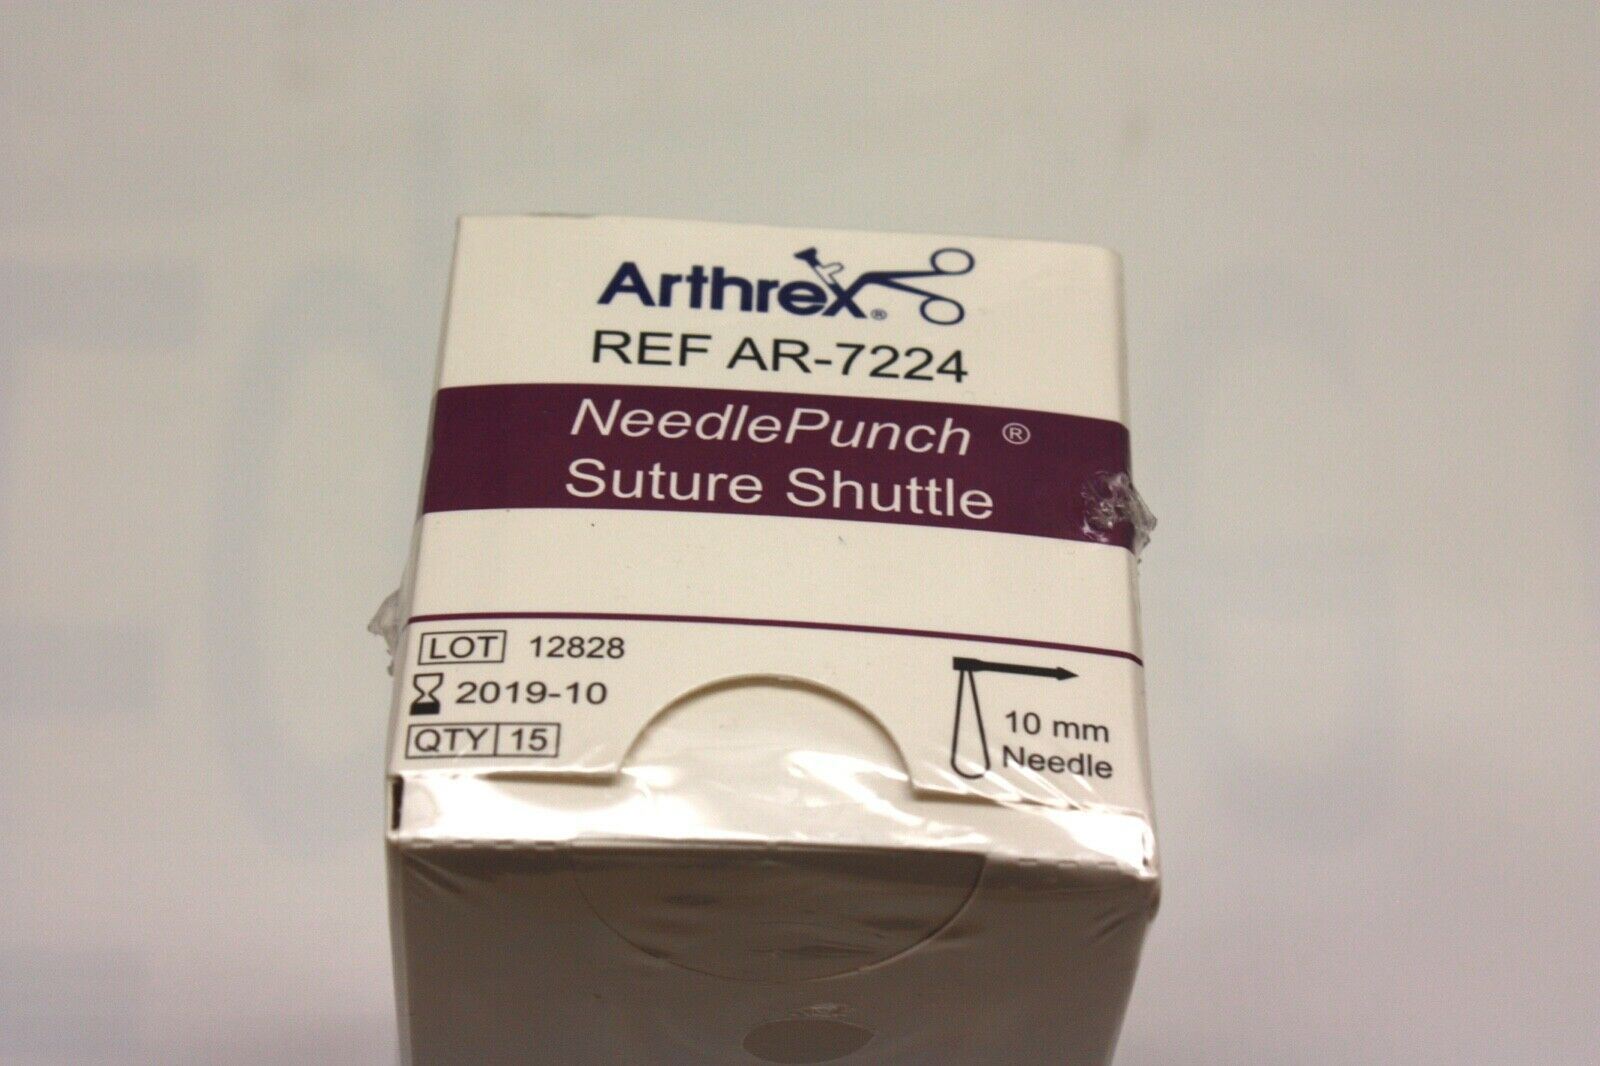 Arthrex®
REF AR-7224
NeedlePunch ®
Suture Shuttle
LOT 12828
2019-10
QTY 15
10 mm
Needle